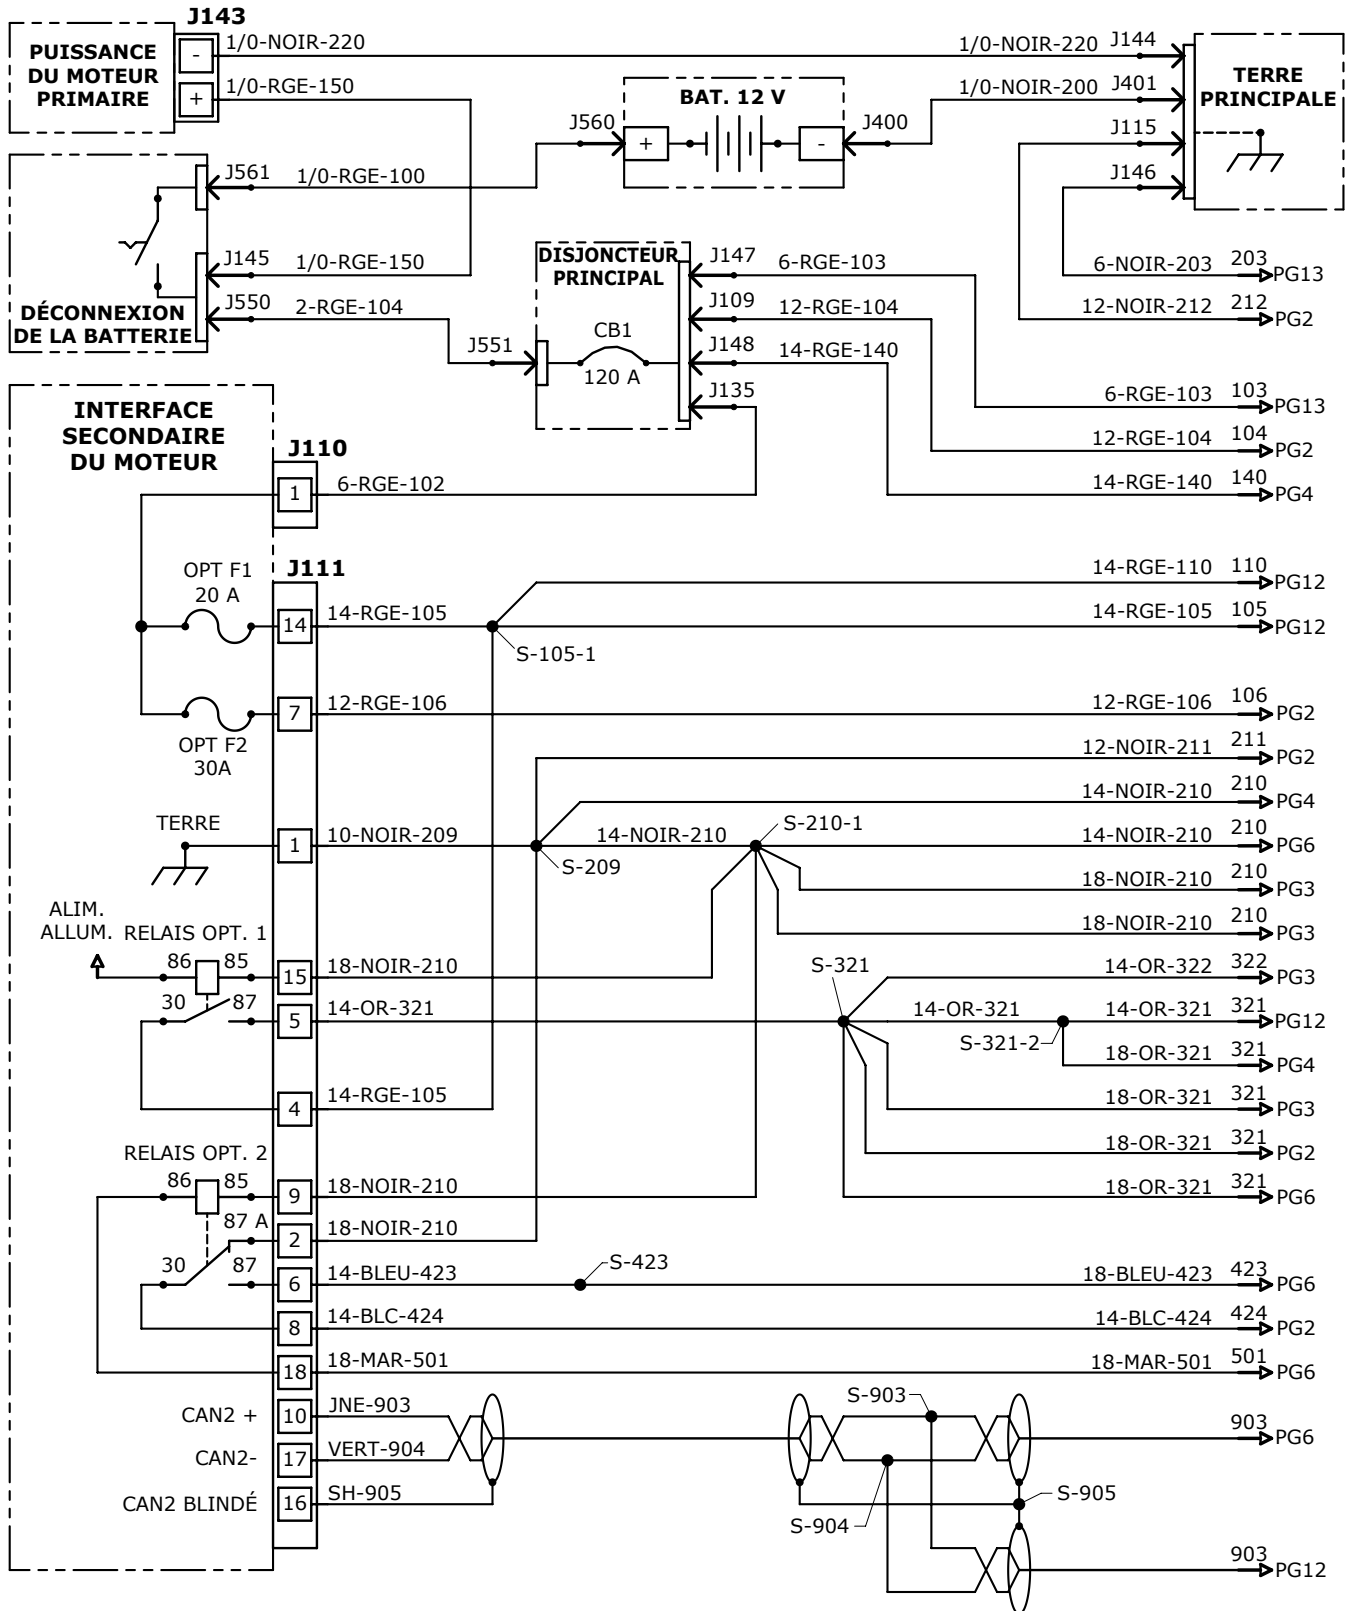 J143
PUISSANCE
DU MOTEUR
PRIMAIRE
-
+
1/0-NOIR-220
1/0-RGE-150
1/0-NOIR-220
J144
1/0-NOIR-200
J401
J115
J146
TERRE
PRINCIPALE
BAT. 12 V
J560
+
-
J400
J561
1/0-RGE-100
J145
1/0-RGE-150
J550
2-RGE-104
DÉCONNEXION
DE LA BATTERIE
DISJONCTEUR
PRINCIPAL
CB1
120 A
J551
J147
6-RGE-103
J109
12-RGE-104
J148
14-RGE-140
J135
6-NOIR-203
203
PG13
12-NOIR-212
212
PG2
6-RGE-103
103
PG13
12-RGE-104
104
PG2
14-RGE-140
140
PG4
INTERFACE
SECONDAIRE
DU MOTEUR
J110
1
6-RGE-102
J111
OPT F1
20 A
14
14-RGE-105
S-105-1
14-RGE-110
110
PG12
14-RGE-105
105
PG12
OPT F2
30A
7
12-RGE-106
12-RGE-106
106
PG2
12-NOIR-211
211
PG2
14-NOIR-210
210
PG4
TERRE
1
10-NOIR-209
S-209
14-NOIR-210
S-210-1
14-NOIR-210
210
PG6
18-NOIR-210
210
PG3
18-NOIR-210
210
PG3
ALIM.
ALLUM.
RELAIS OPT. 1
86
85
15
18-NOIR-210
30
87
5
14-OR-321
S-321
14-OR-322
322
PG3
14-OR-321
S-321-2
14-OR-321
321
PG12
18-OR-321
321
PG4
4
14-RGE-105
18-OR-321
321
PG3
18-OR-321
321
PG2
18-OR-321
321
PG6
RELAIS OPT. 2
86
85
9
18-NOIR-210
87 A
2
18-NOIR-210
30
87
6
14-BLEU-423
S-423
18-BLEU-423
423
PG6
8
14-BLC-424
14-BLC-424
424
PG2
18
18-MAR-501
18-MAR-501
501
PG6
CAN2 +
10
JNE-903
S-903
903
PG6
CAN2-
17
VERT-904
CAN2 BLINDÉ
16
SH-905
S-904
S-905
903
PG12